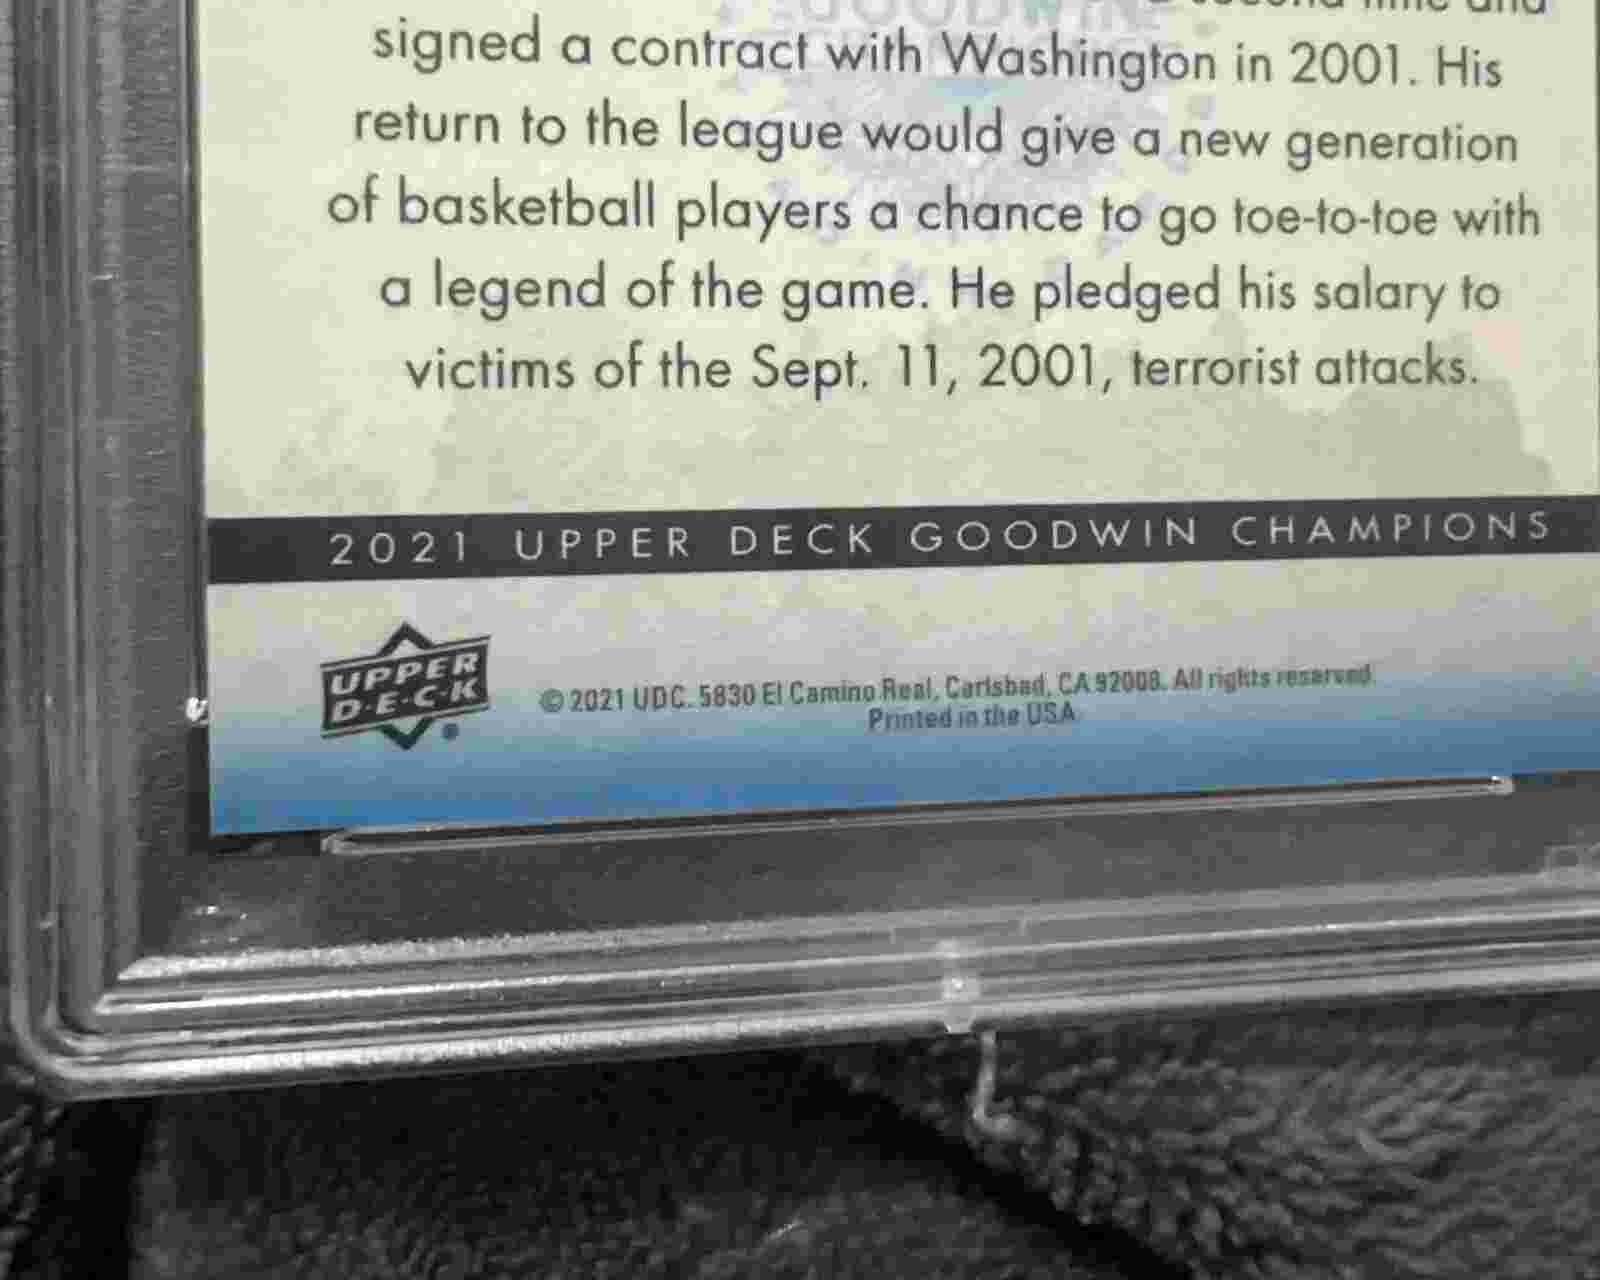 second time and
signed a contract with Washington in 2001. His
return to the league would give a new generation
of basketball players a chance to go toe-to-toe with
a legend of the game. He pledged his salary to
victims of the Sept. 11, 2001, terrorist attacks.
2021 UPPER DECK GOODWIN CHAMPIONS
UPPER
D·E·C·K
© 2021 UDC. 5830 El Camino Real, Carlsbad, CA 92008. All rights reserved.
Printed in the USA